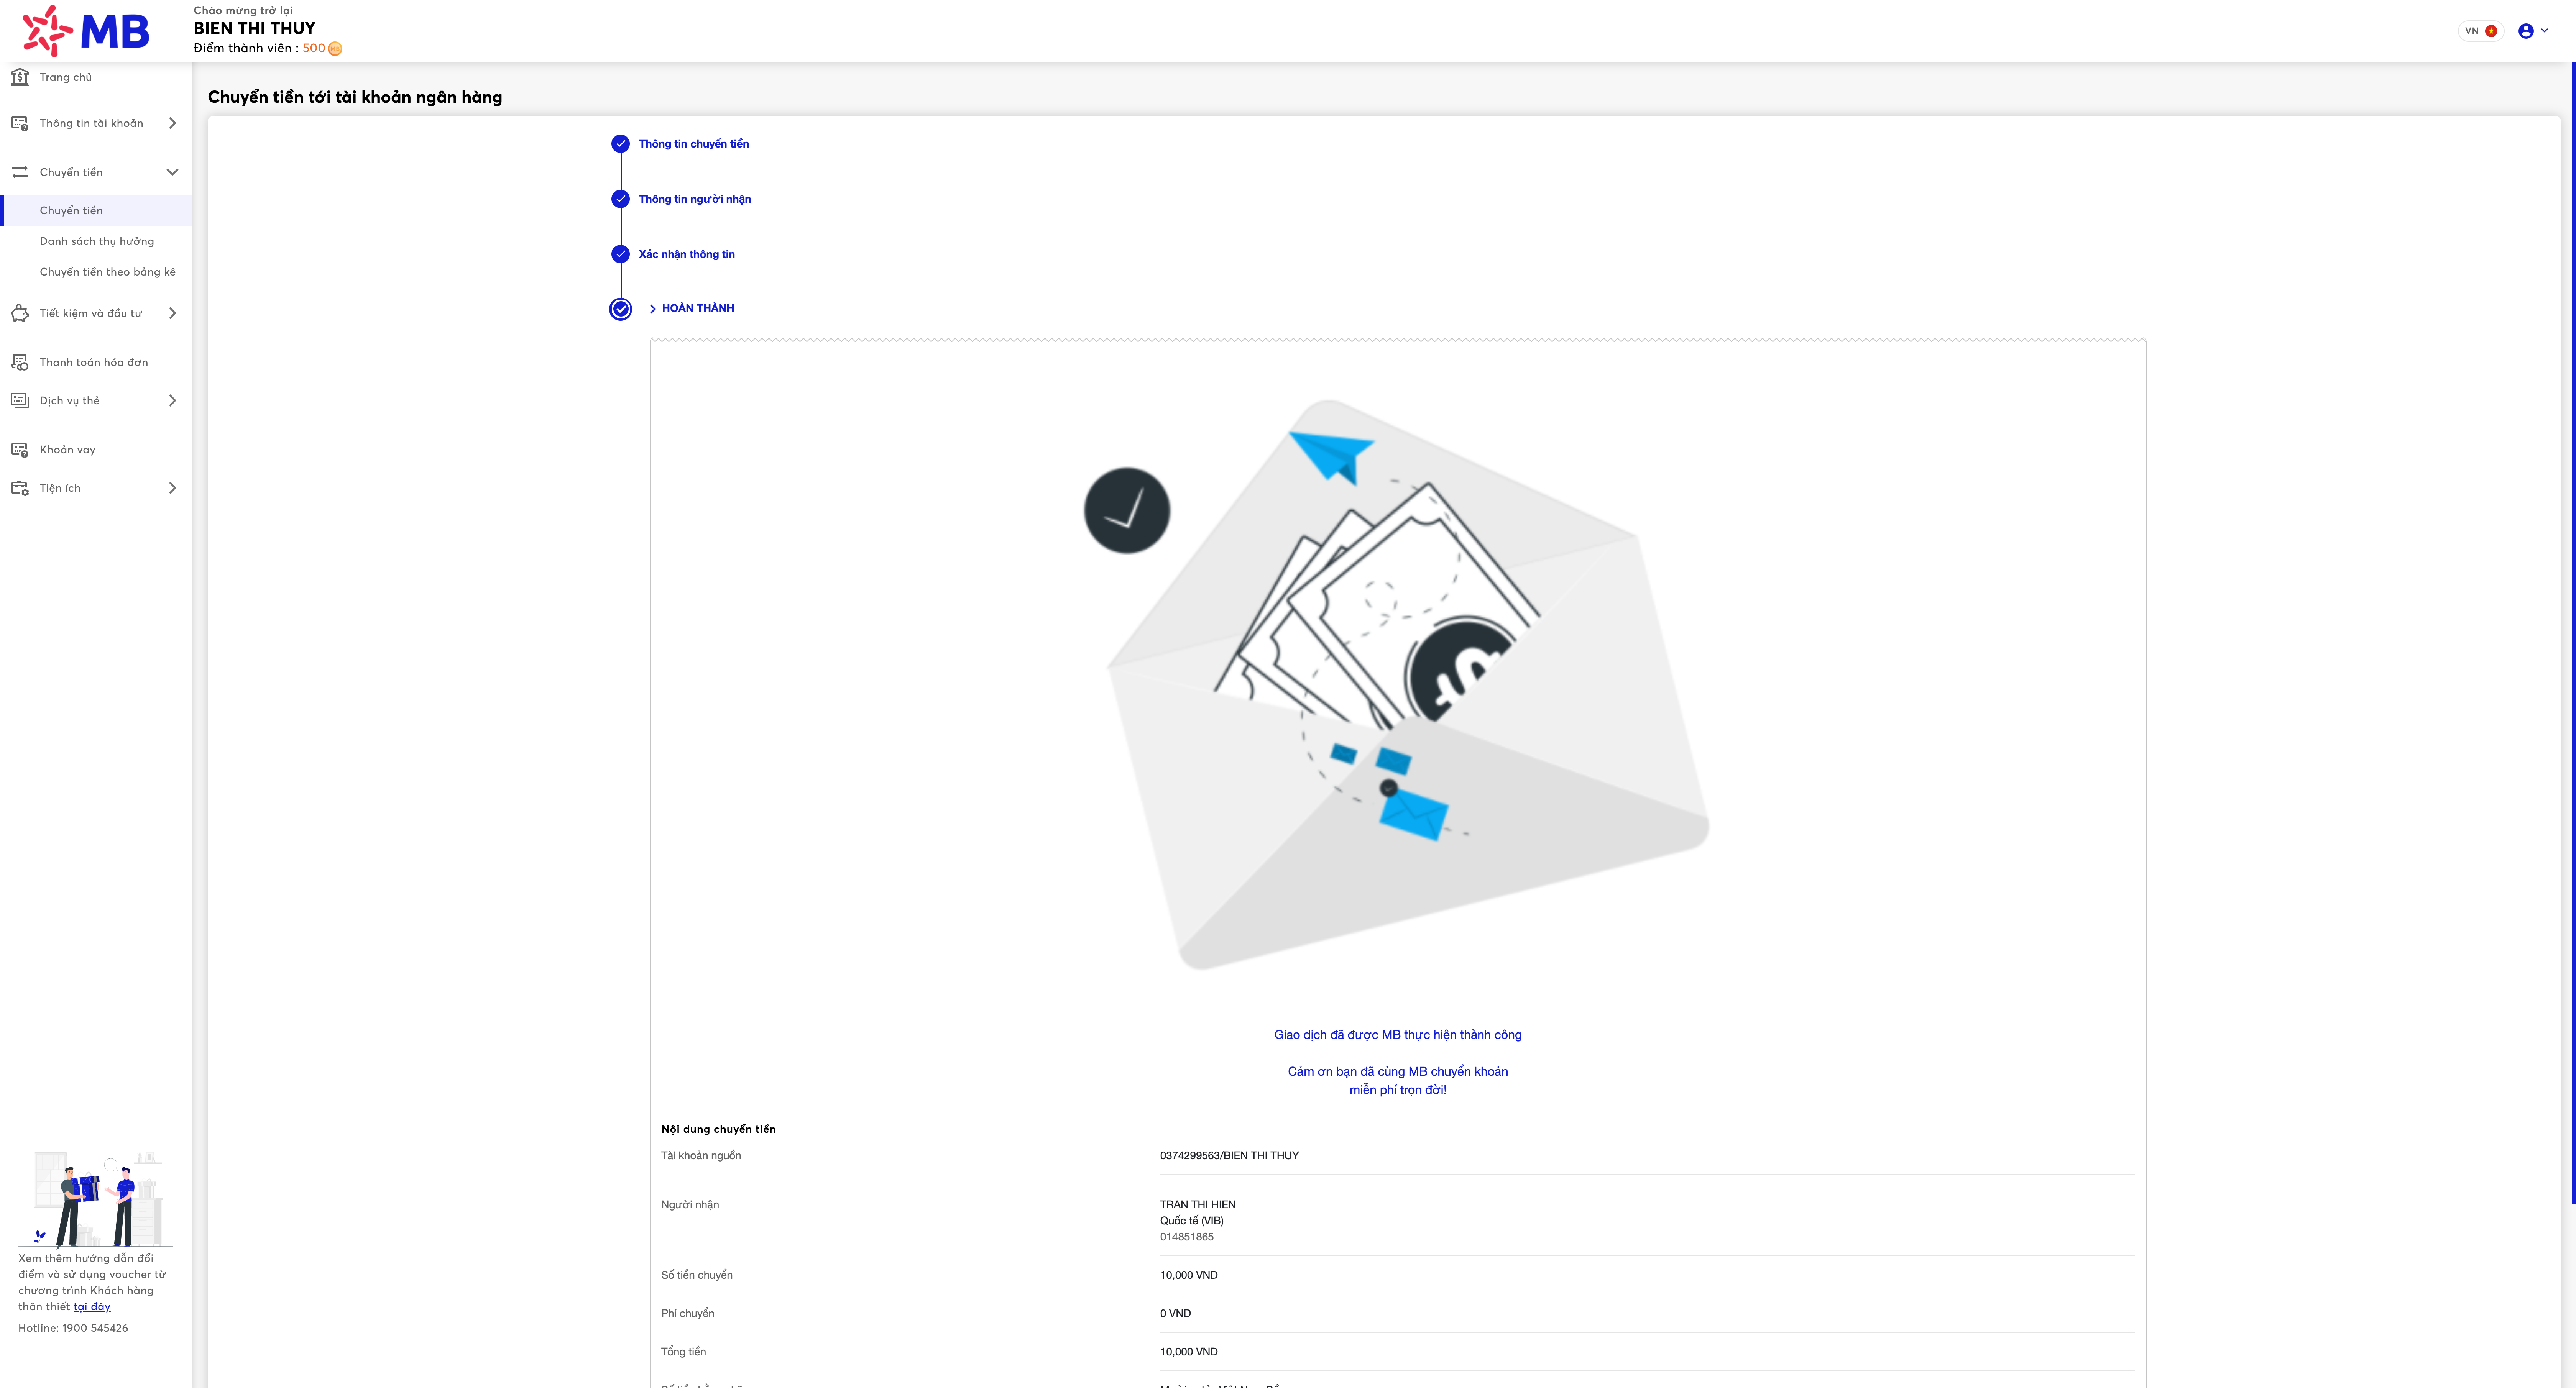 MB
Chào mừng trở lại
BIEN THI THUY
Điểm thành viên : 500
VN
Trang chủ
Thông tin tài khoản
Chuyển tiền
Chuyển tiền
Danh sách thụ hưởng
Chuyển tiền theo bảng kê
Tiết kiệm và đầu tư
Thanh toán hóa đơn
Dịch vụ thẻ
Khoản vay
Tiện ích
Xem thêm hướng dẫn đổi
điểm và sử dụng voucher từ
chương trình Khách hàng
thân thiết tại đây
Hotline: 1900 545426
Chuyển tiền tới tài khoản ngân hàng
Thông tin chuyển tiền
Thông tin người nhận
Xác nhận thông tin
HOÀN THÀNH
Giao dịch đã được MB thực hiện thành công
Cảm ơn bạn đã cùng MB chuyển khoản
miễn phí trọn đời!
Nội dung chuyển tiền
Tài khoản nguồn
0374299563/BIEN THI THUY
Người nhận
TRAN THI HIEN
Quốc tế (VIB)
014851865
Số tiền chuyển
10,000 VND
Phí chuyển
0 VND
Tổng tiền
10,000 VND